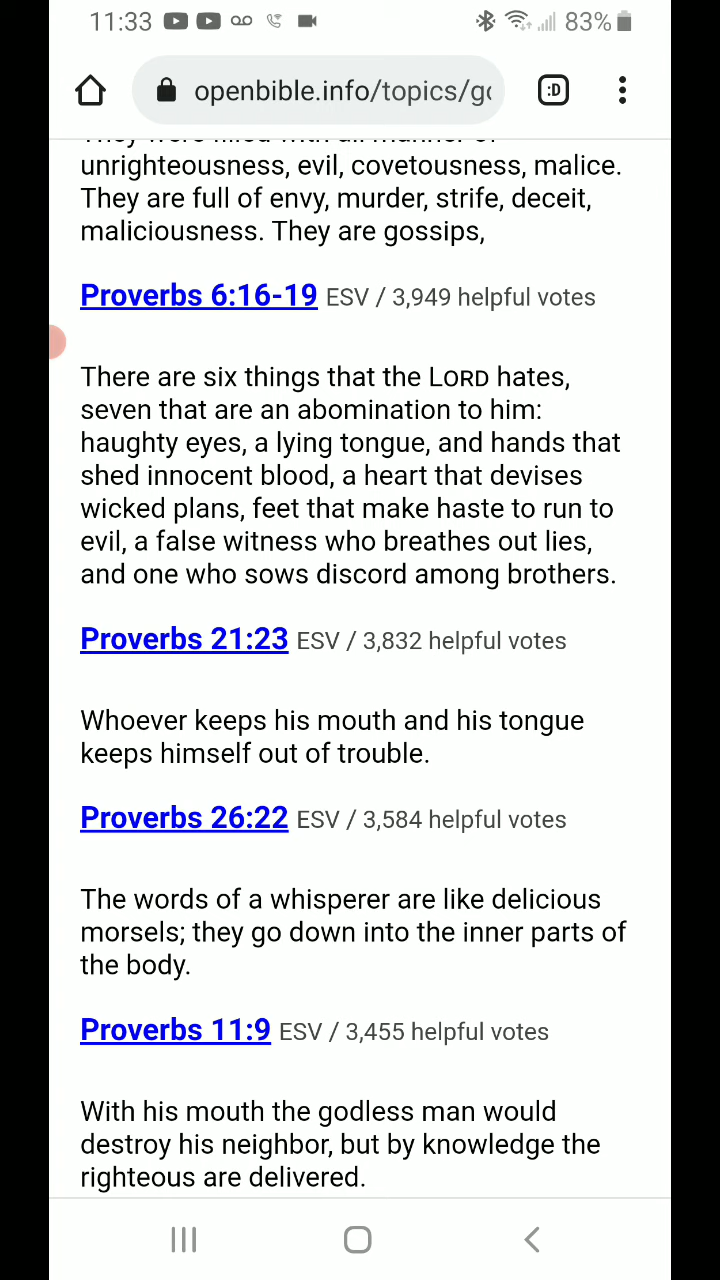 11:33
83%
openbible.info/topics/go
:D
They were filled with all manner of
unrighteousness, evil, covetousness, malice.
They are full of envy, murder, strife, deceit,
maliciousness. They are gossips,
Proverbs 6:16-19 ESV / 3,949 helpful votes
There are six things that the LORD hates,
seven that are an abomination to him:
haughty eyes, a lying tongue, and hands that
shed innocent blood, a heart that devises
wicked plans, feet that make haste to run to
evil, a false witness who breathes out lies,
and one who sows discord among brothers.
Proverbs 21:23 ESV / 3,832 helpful votes
Whoever keeps his mouth and his tongue
keeps himself out of trouble.
Proverbs 26:22 ESV / 3,584 helpful votes
The words of a whisperer are like delicious
morsels; they go down into the inner parts of
the body.
Proverbs 11:9 ESV / 3,455 helpful votes
With his mouth the godless man would
destroy his neighbor, but by knowledge the
righteous are delivered.